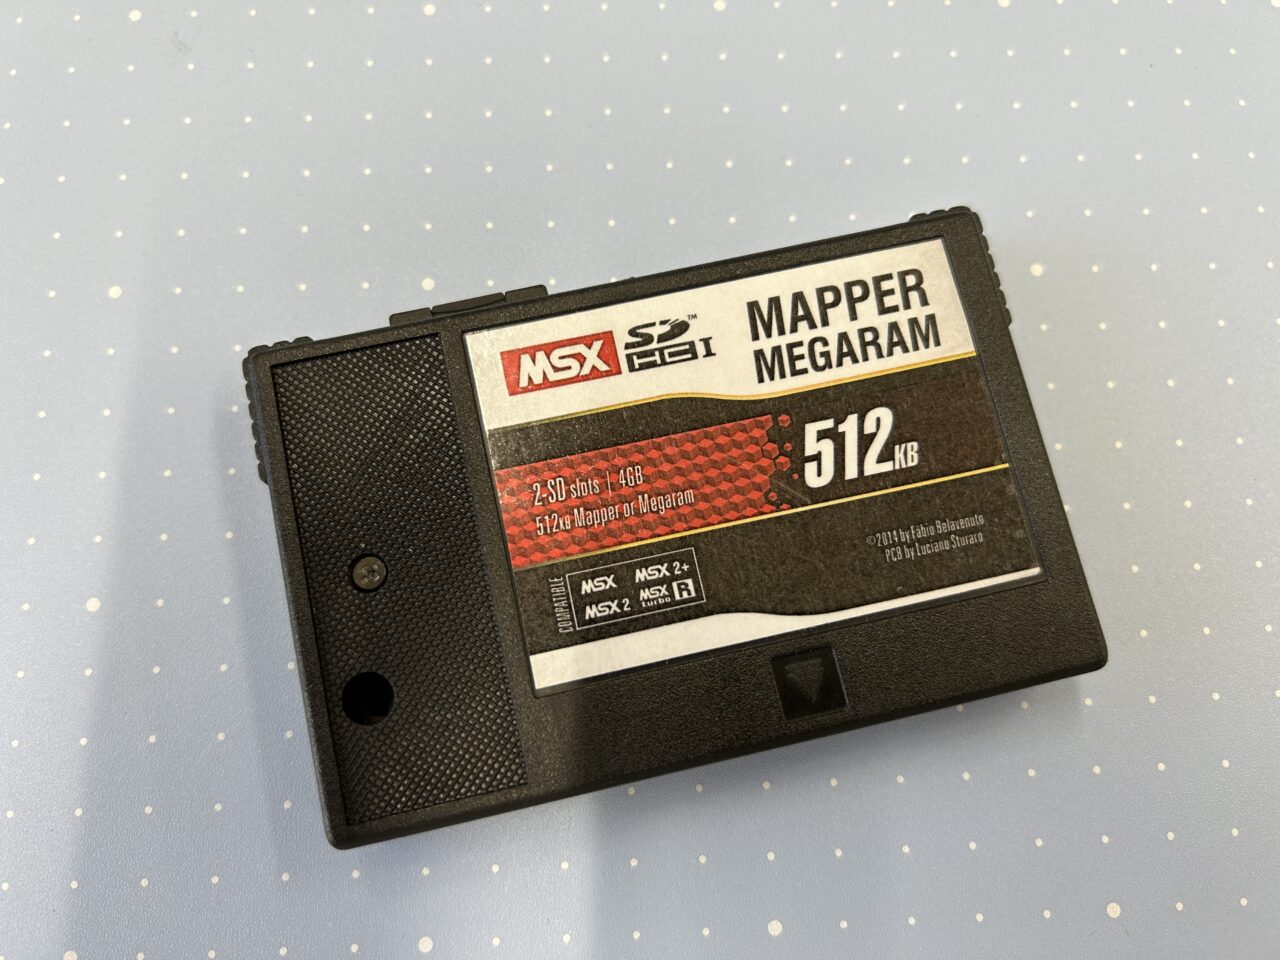 MSX SD™ HC I
MAPPER
MEGARAM
512KB
2-SD slots | 4GB
512KB Mapper or Megaram
©2014 by Fábio Belavenuto
PCB by Luciano Sturaro
COMPATIBLE
MSX MSX 2+
MSX 2 MSX turbo R